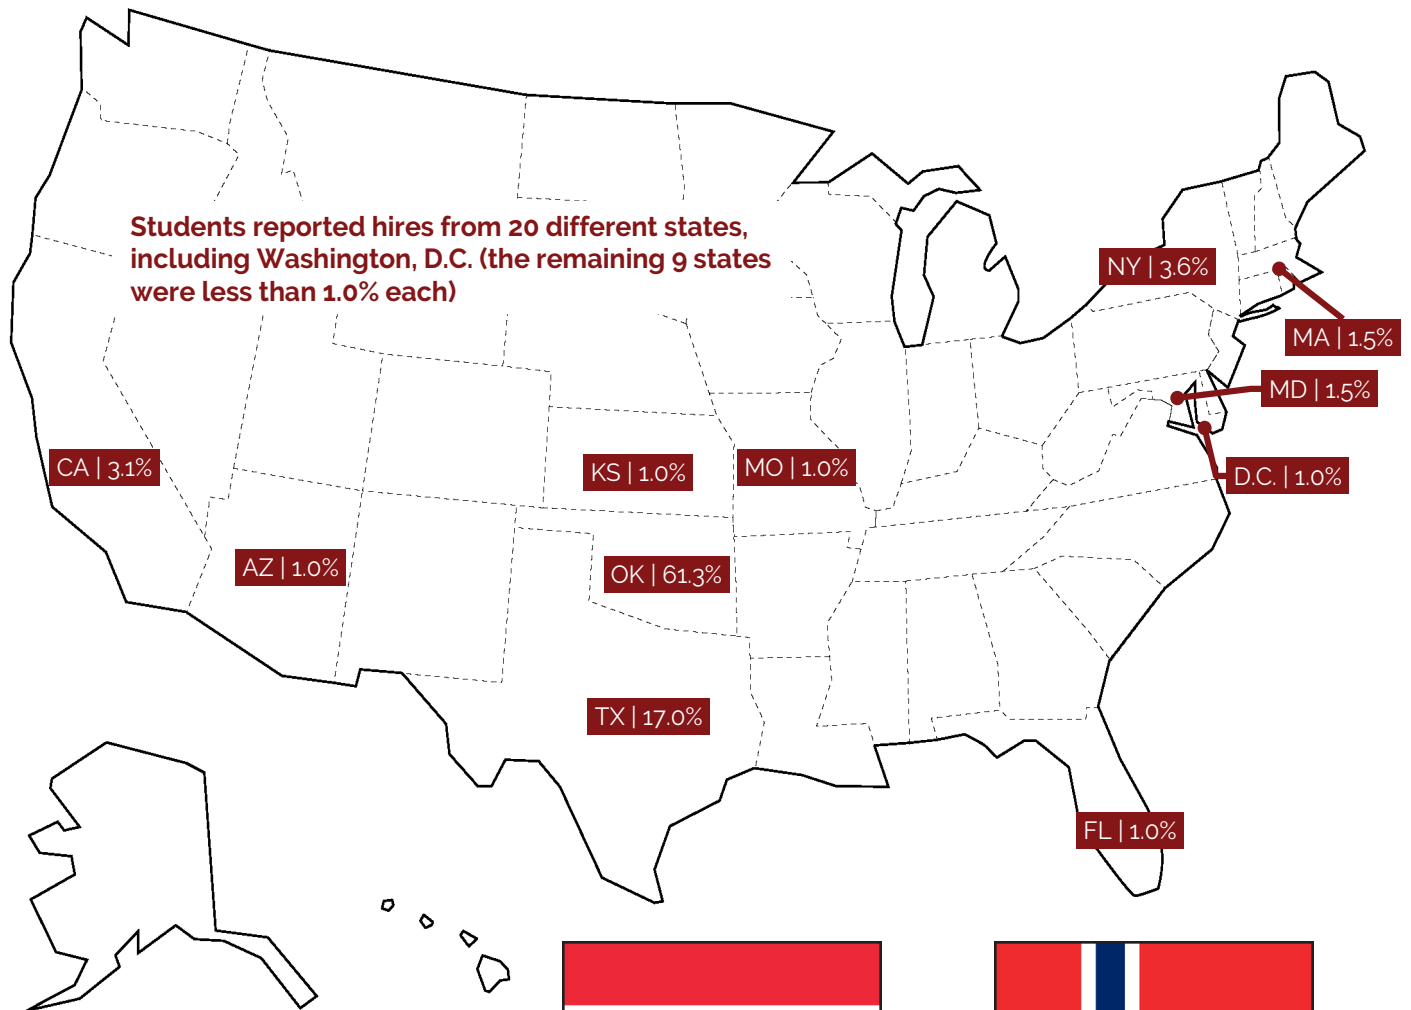 Students reported hires from 20 different states,
including Washington, D.C. (the remaining 9 states
were less than 1.0% each)
NY | 3.6%
MA | 1.5%
MD | 1.5%
CA | 3.1%
KS | 1.0%
MO | 1.0%
D.C. | 1.0%
AZ | 1.0%
OK | 61.3%
TX | 17.0%
FL | 1.0%